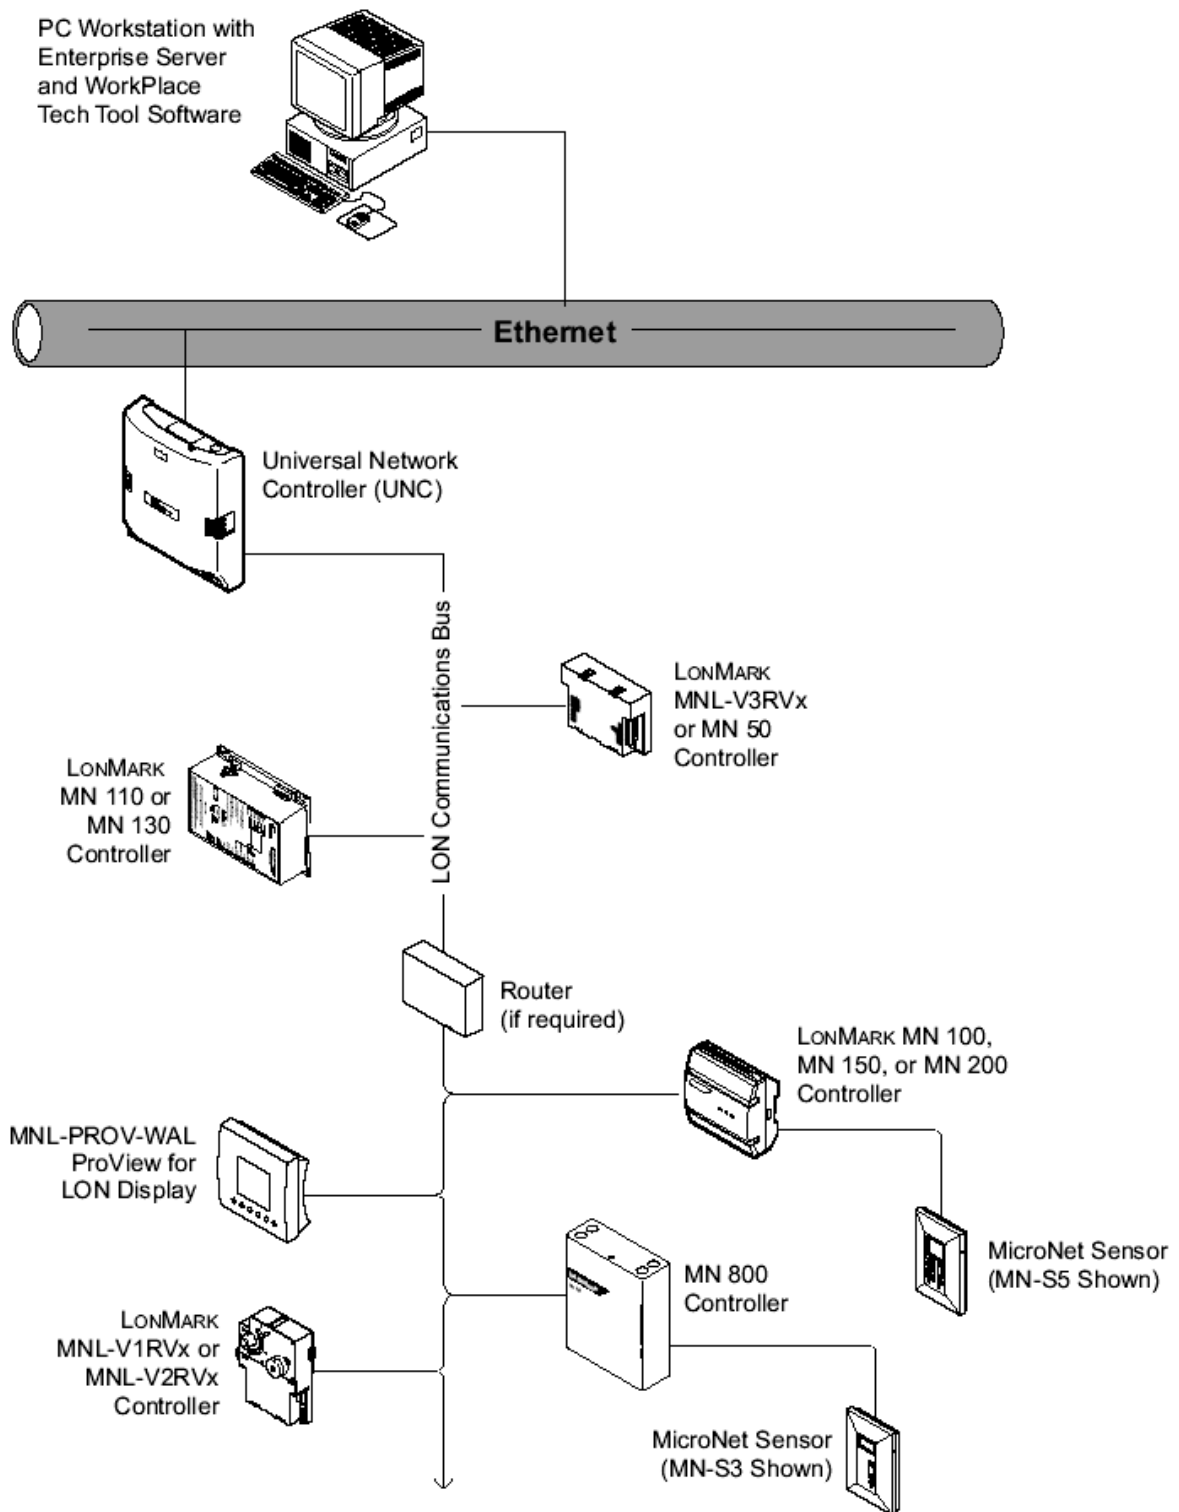 PC Workstation with
Enterprise Server
and WorkPlace
Tech Tool Software
Ethernet
Universal Network
Controller (UNC)
LON Communications Bus
LONMARK
MNL-V3RVx
or MN 50
Controller
LONMARK
MN 110 or
MN 130
Controller
Router
(if required)
LONMARK MN 100,
MN 150, or MN 200
Controller
MNL-PROV-WAL
ProView for
LON Display
MicroNet Sensor
(MN-S5 Shown)
MN 800
Controller
LONMARK
MNL-V1RVx or
MNL-V2RVx
Controller
MicroNet Sensor
(MN-S3 Shown)